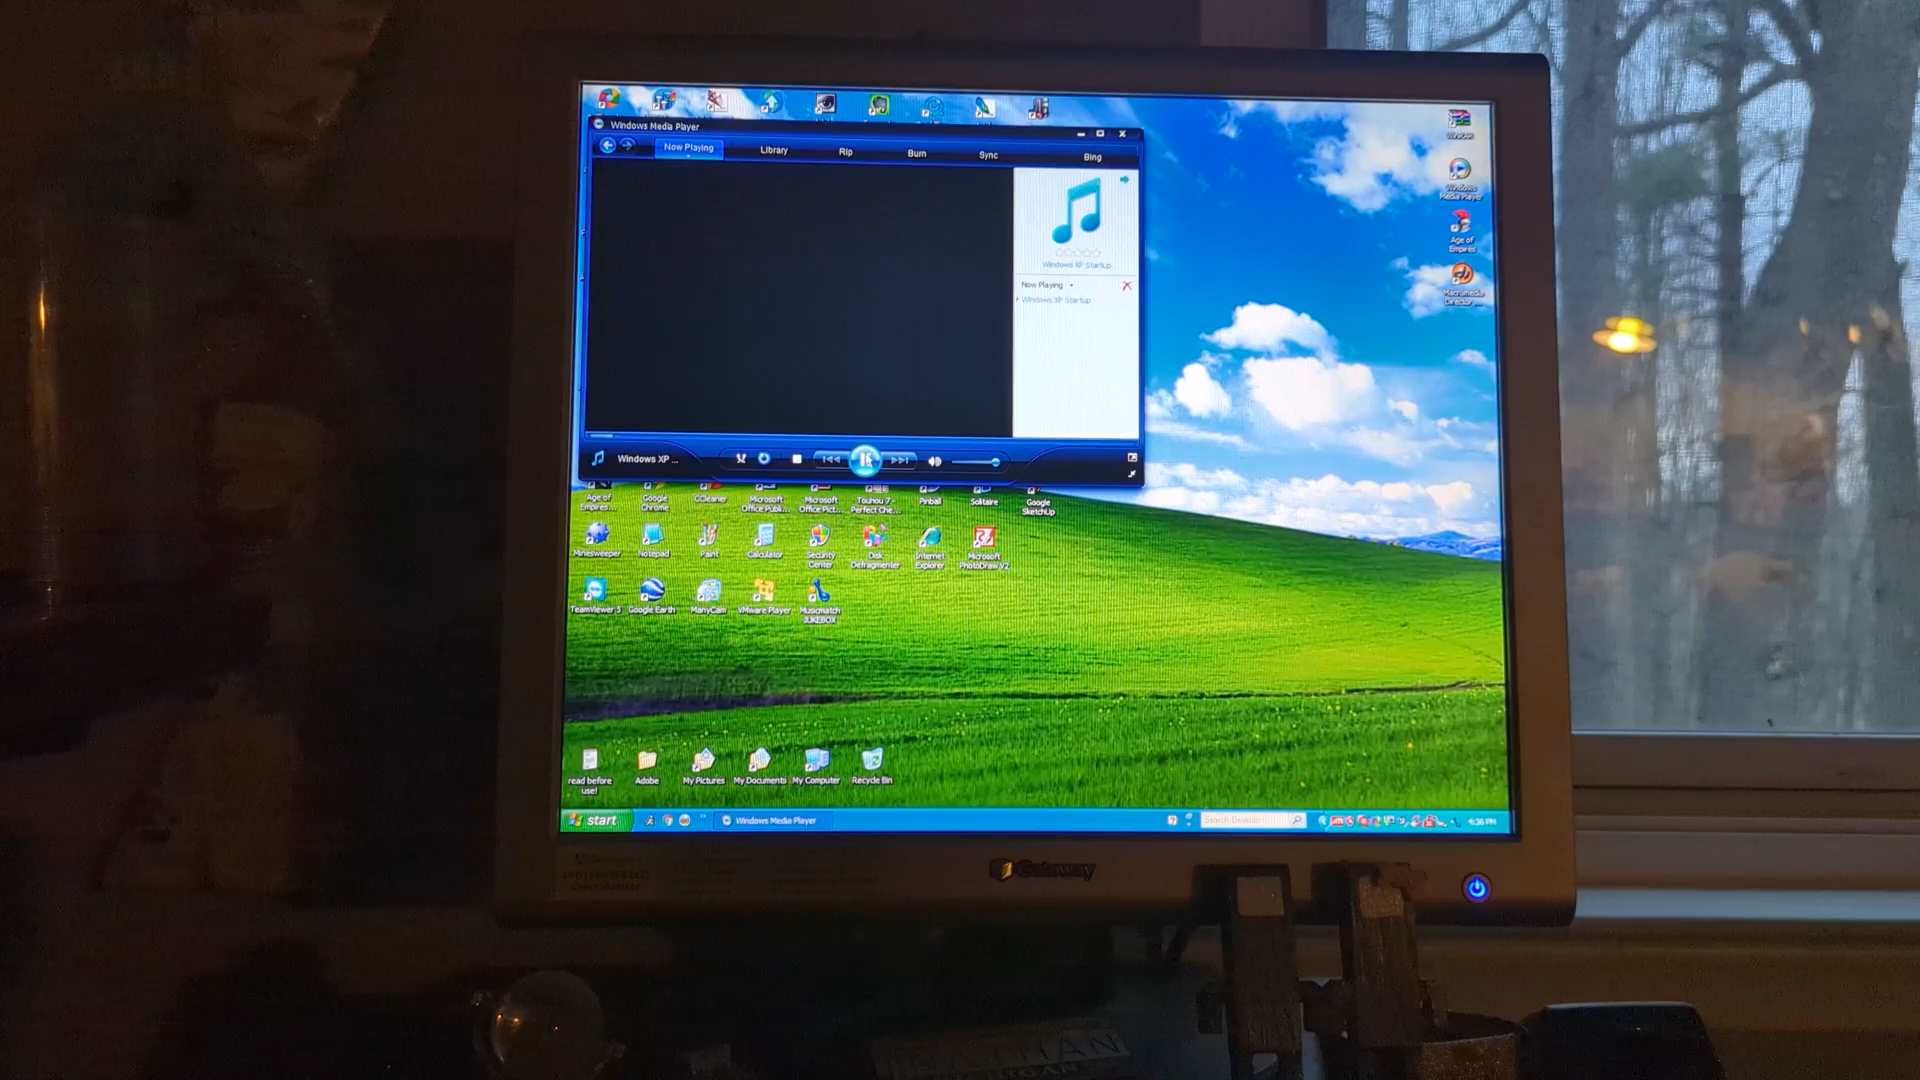 Windows Media Player
Now Playing
Library
Rip
Burn
Sync
Bing
Windows XP Startup
Now Playing
Windows XP Startup
Windows XP ...
WinRAR
Windows
Media Player
Age of
Empires
Macromedia
Director ...
Age of
Empires...
Google
Chrome
CCleaner
Microsoft
Office Publi...
Microsoft
Office Pict...
Touhou 7 -
Perfect Che...
Pinball
Solitaire
Google
SketchUp
Minesweeper
Notepad
Paint
Calculator
Security
Center
Disk
Defragmenter
Internet
Explorer
Microsoft
PhotoDraw V2
TeamViewer 5
Google Earth
ManyCam
VMware Player
Musicmatch
JUKEBOX
read before
use!
Adobe
My Pictures
My Documents
My Computer
Recycle Bin
start
Windows Media Player
Search Desktop
4:36 PM
Gateway